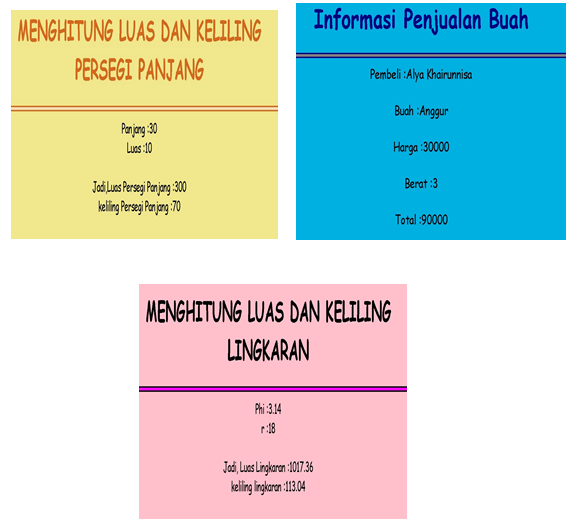 MENGHITUNG LUAS DAN KELILING
PERSEGI PANJANG
Panjang :30
Luas :10
Jadi,Luas Persegi Panjang :300
keliling Persegi Panjang :70
Informasi Penjualan Buah
Pembeli :Alya Khairunnisa
Buah :Anggur
Harga :30000
Berat :3
Total :90000
MENGHITUNG LUAS DAN KELILING
LINGKARAN
Phi :3.14
r :18
Jadi, Luas Lingkaran :1017.36
keliling lingkaran :113.04